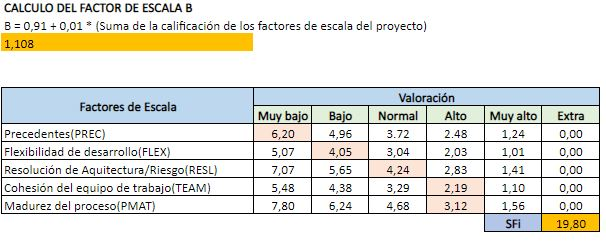 CALCULO DEL FACTOR DE ESCALA B
B = 0,91 + 0,01 * (Suma de la calificación de los factores de escala del proyecto)
1,108
Factores de Escala Valoración
Muy bajo Bajo Normal Alto Muy alto Extra
Precedentes(PREC) 6,20 4,96 3.72 2.48 1,24 0,00
Flexibilidad de desarrollo(FLEX) 5,07 4,05 3,04 2,03 1,01 0,00
Resolución de Aquitectura/Riesgo(RESL) 7,07 5,65 4,24 2,83 1,41 0,00
Cohesión del equipo de trabajo(TEAM) 5,48 4,38 3,29 2,19 1,10 0,00
Madurez del proceso(PMAT) 7,80 6,24 4,68 3,12 1,56 0,00
SFi 19,80